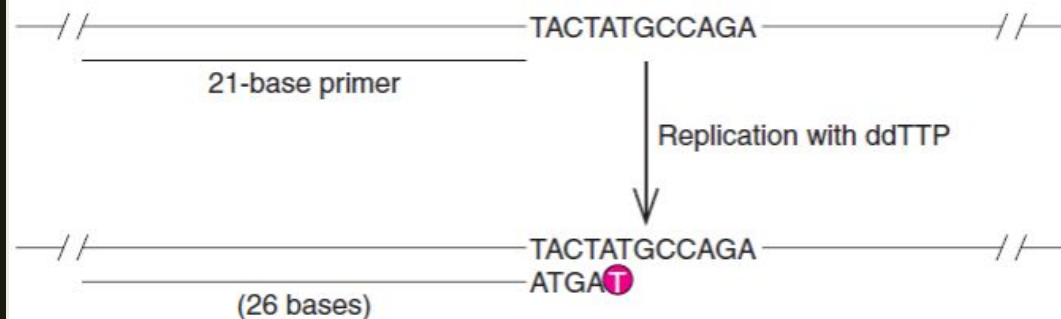 TACTATGCCAGA
21-base primer
Replication with ddTTP
TACTATGCCAGA
ATGAT
(26 bases)